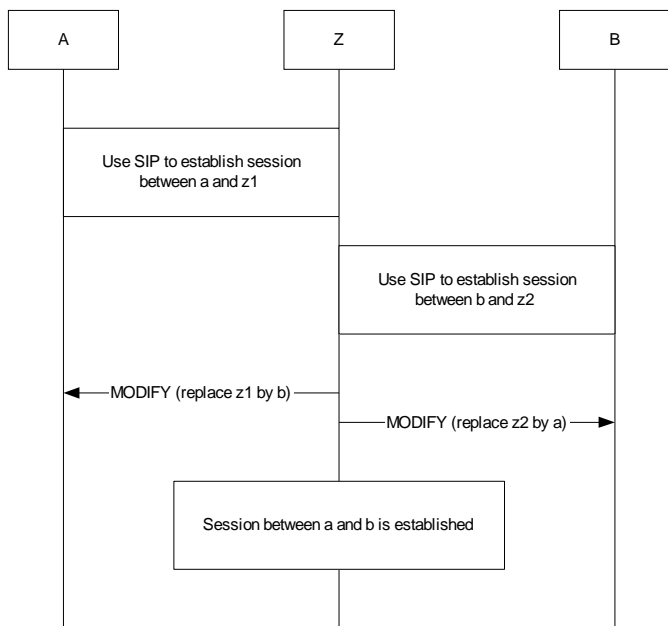 A
Z
B
Use SIP to establish session
between a and z1
Use SIP to establish session
between b and z2
MODIFY (replace z1 by b)
MODIFY (replace z2 by a)
Session between a and b is established